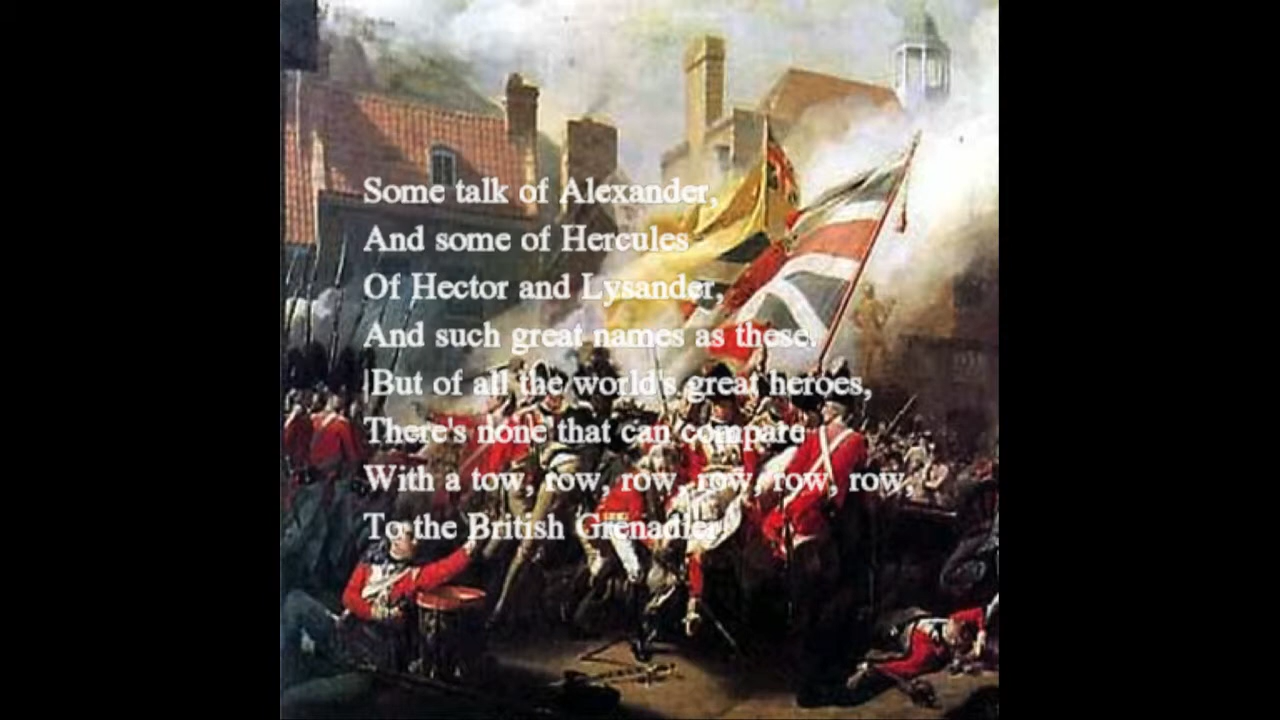 Some talk of Alexander,
And some of Hercules
Of Hector and Lysander,
And such great names as these.
But of all the world's great heroes,
There's none that can compare
With a tow, row, row, row, row, row,
To the British Grenadier